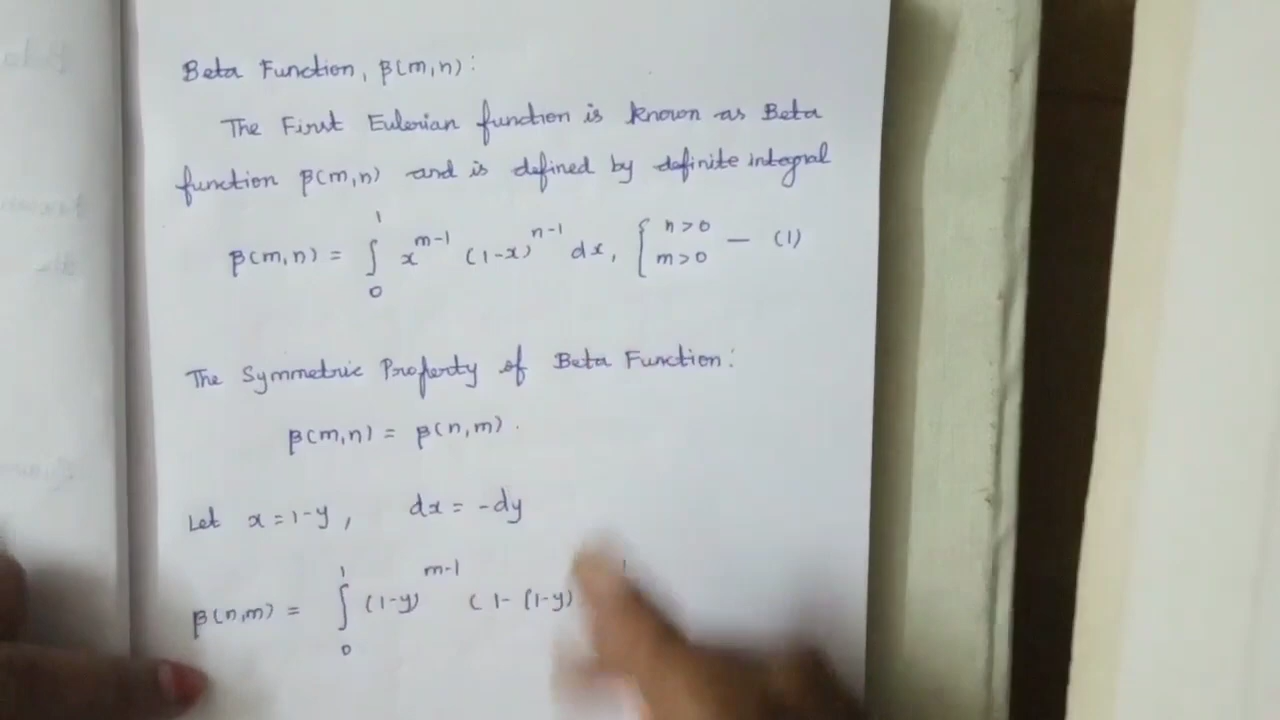 Beta Function, β(m,n):
The First Eulerian function is known as Beta
function β(m,n) and is defined by definite integral
β(m,n) = ∫₀¹ x^{m-1} (1-x)^{n-1} dx, { n>0 m>0 — (1)
The Symmetric Property of Beta Function:
β(m,n) = β(n,m).
Let x = 1-y, dx = -dy
β(n,m) = ∫₀¹ (1-y)^{m-1} (1-(1-y)